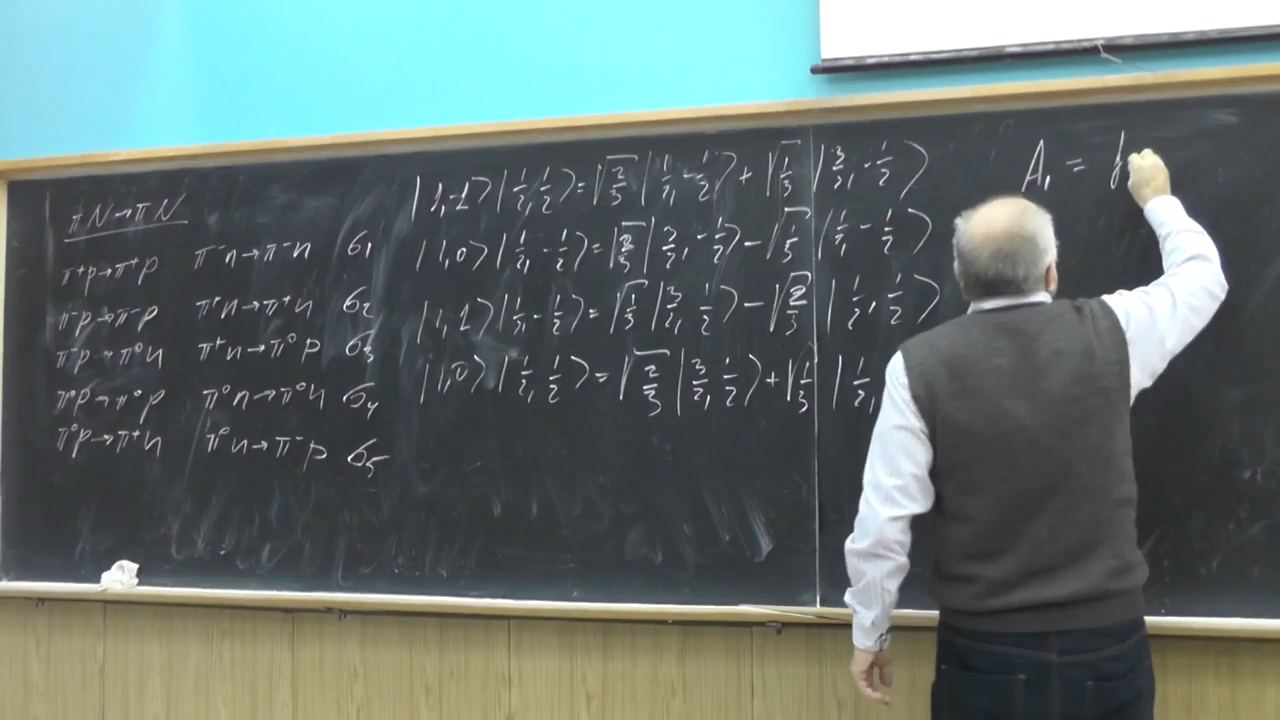 πN→πN
π⁺p→π⁺p π⁻n→π⁻n σ₁
π⁻p→π⁻p π⁺n→π⁺n σ₂
π⁻p→π⁰n π⁺n→π⁰p σ₃
π⁰p→π⁰p π⁰n→π⁰n σ₄
π⁰p→π⁺n π⁰n→π⁻p σ₅
|1,-1⟩|1/2,1/2⟩=√2/3|1/2,-1/2⟩+√1/3|3/2,-1/2⟩
|1,0⟩|1/2,-1/2⟩=√2/3|3/2,-1/2⟩-√1/3|1/2,-1/2⟩
|1,1⟩|1/2,-1/2⟩=√1/3|3/2,1/2⟩-√2/3|1/2,1/2⟩
|1,0⟩|1/2,1/2⟩=√2/3|3/2,1/2⟩+√1/3|1/2,
A₁ =